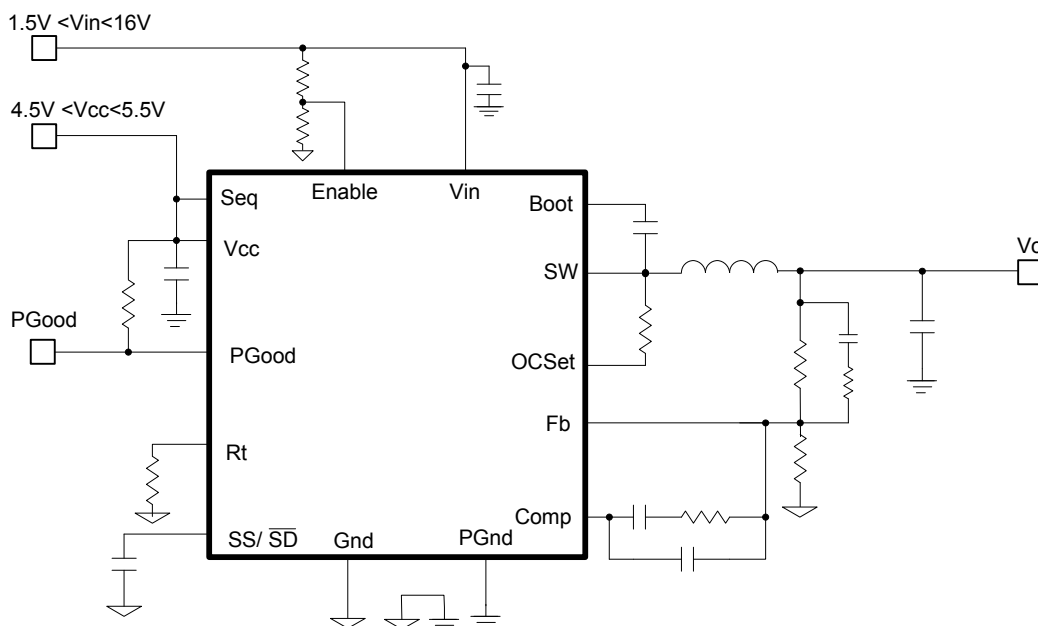 1.5V <Vin<16V
4.5V <Vcc<5.5V
Enable
Vin
Seq
Boot
Vcc
SW
Vo
PGood
PGood
OCSet
Fb
Rt
Comp
SS/ SD
Gnd
PGnd